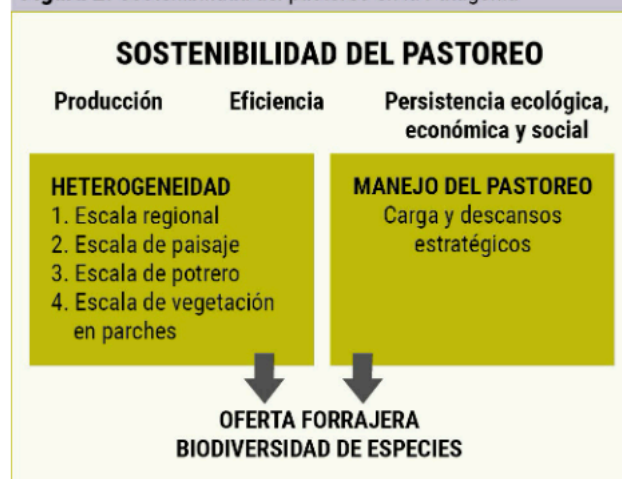 SOSTENIBILIDAD DEL PASTOREO
Producción Eficiencia Persistencia ecológica,
económica y social
HETEROGENEIDAD
1. Escala regional
2. Escala de paisaje
3. Escala de potrero
4. Escala de vegetación
en parches
MANEJO DEL PASTOREO
Carga y descansos
estratégicos
OFERTA FORRAJERA
BIODIVERSIDAD DE ESPECIES